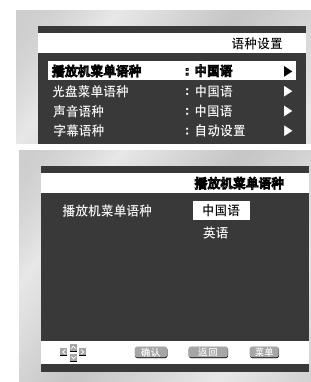 语种设置
播放机菜单语种 : 中国语 ▶
光盘菜单语种 : 中国语 ▶
声音语种 : 中国语 ▶
字幕语种 : 自动设置 ▶
播放机菜单语种
播放机菜单语种 中国语
英语
确认 返回 菜单